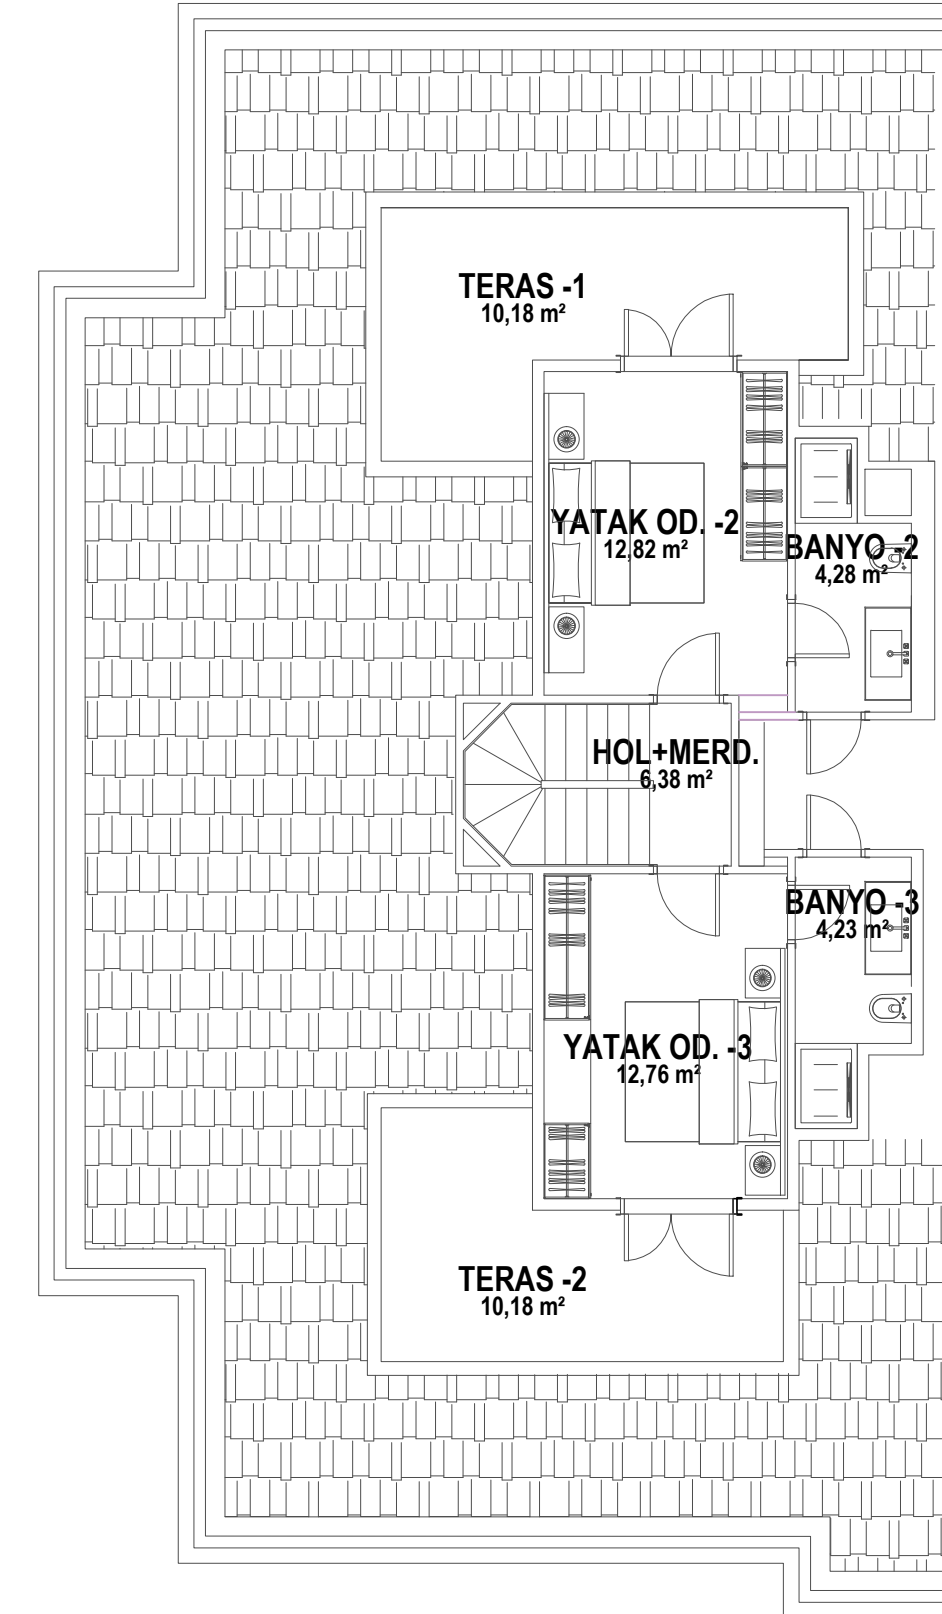 TERAS -1
10,18 m²
YATAK OD. -2
12,82 m²
BANYO -2
4,28 m²
HOL+MERD.
6,38 m²
BANYO -3
4,23 m²
YATAK OD. -3
12,76 m²
TERAS -2
10,18 m²